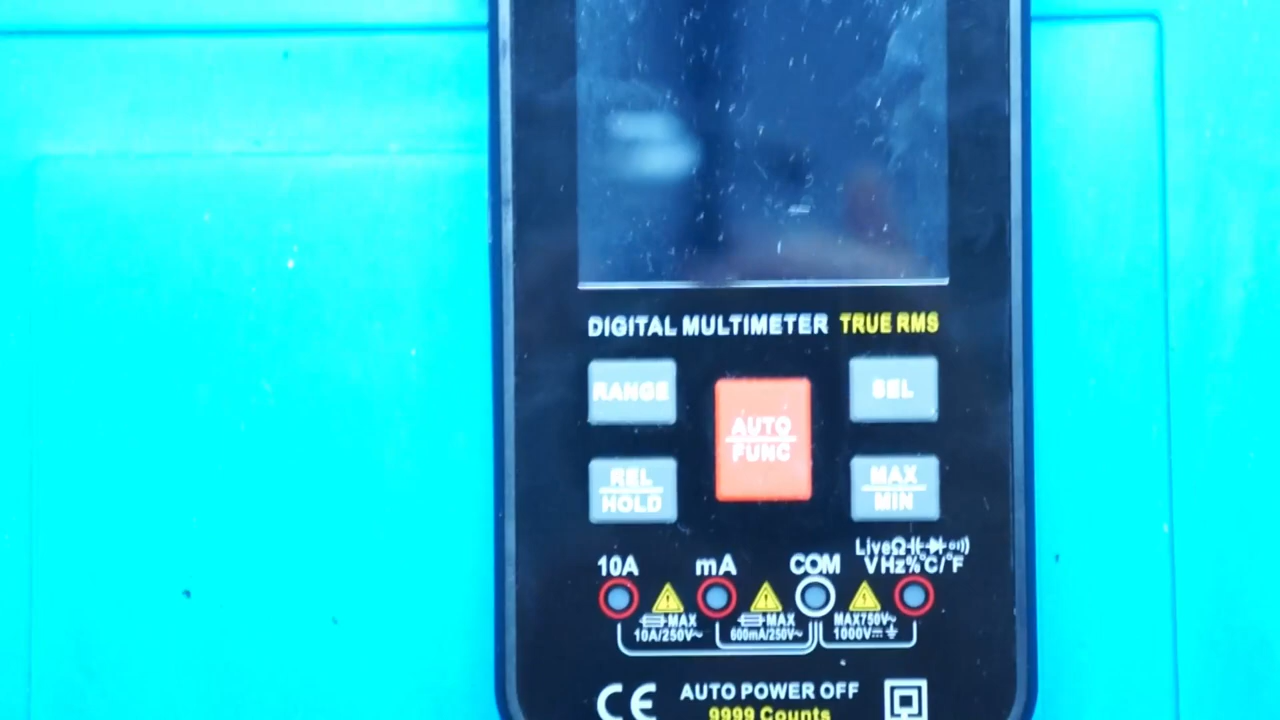 DIGITAL MULTIMETER TRUE RMS
RANGE
SEL
AUTO
FUNC
REL
HOLD
MAX
MIN
LiveΩ
10A mA COM VHz%°C/°F
MAX
10A/250V~
MAX
600mA/250V~
MAX750V~
1000V⎓
CE
AUTO POWER OFF
9999 Counts